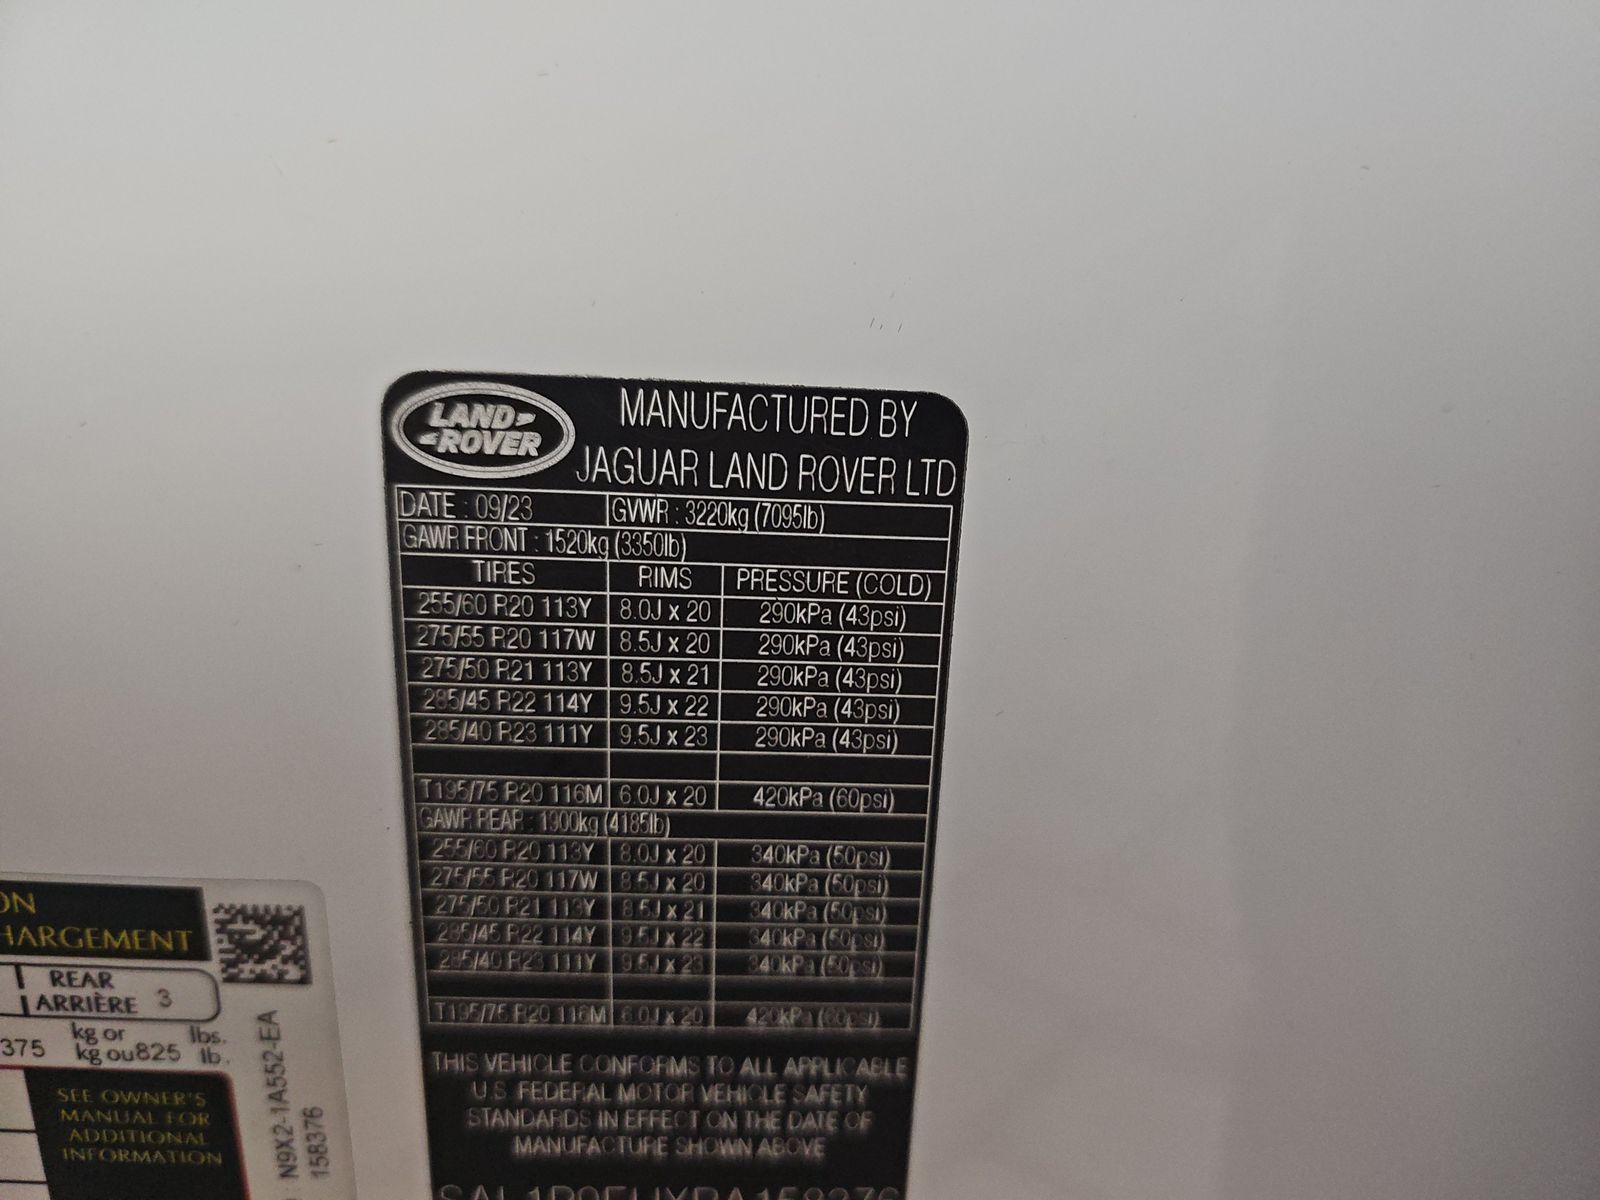 LAND
ROVER
MANUFACTURED BY
JAGUAR LAND ROVER LTD
DATE : 09/23 GVWR : 3220kg (7095lb)
GAWR FRONT : 1520kg (3350lb)
TIRES RIMS PRESSURE (COLD)
255/60 R20 113Y 8.0J x 20 290kPa (43psi)
275/55 R20 117W 8.5J x 20 290kPa (43psi)
275/50 R21 113Y 8.5J x 21 290kPa (43psi)
285/45 R22 114Y 9.5J x 22 290kPa (43psi)
285/40 R23 111Y 9.5J x 23 290kPa (43psi)
T195/75 R20 116M 6.0J x 20 420kPa (60psi)
GAWR REAR : 1900kg (4185lb)
255/60 R20 113Y 8.0J x 20 340kPa (50psi)
275/55 R20 117W 8.5J x 20 340kPa (50psi)
275/50 R21 113Y 8.5J x 21 340kPa (50psi)
285/45 R22 114Y 9.5J x 22 340kPa (50psi)
285/40 R23 111Y 9.5J x 23 340kPa (50psi)
T195/75 R20 116M 6.0J x 20 420kPa (60psi)
THIS VEHICLE CONFORMS TO ALL APPLICABLE
U.S. FEDERAL MOTOR VEHICLE SAFETY
STANDARDS IN EFFECT ON THE DATE OF
MANUFACTURE SHOWN ABOVE
ON
HARGEMENT
REAR
ARRIÈRE 3
kg or lbs.
375 kg ou 825 lb.
SEE OWNER'S
MANUAL FOR
ADDITIONAL
INFORMATION
N9X2-1A552-EA
158376